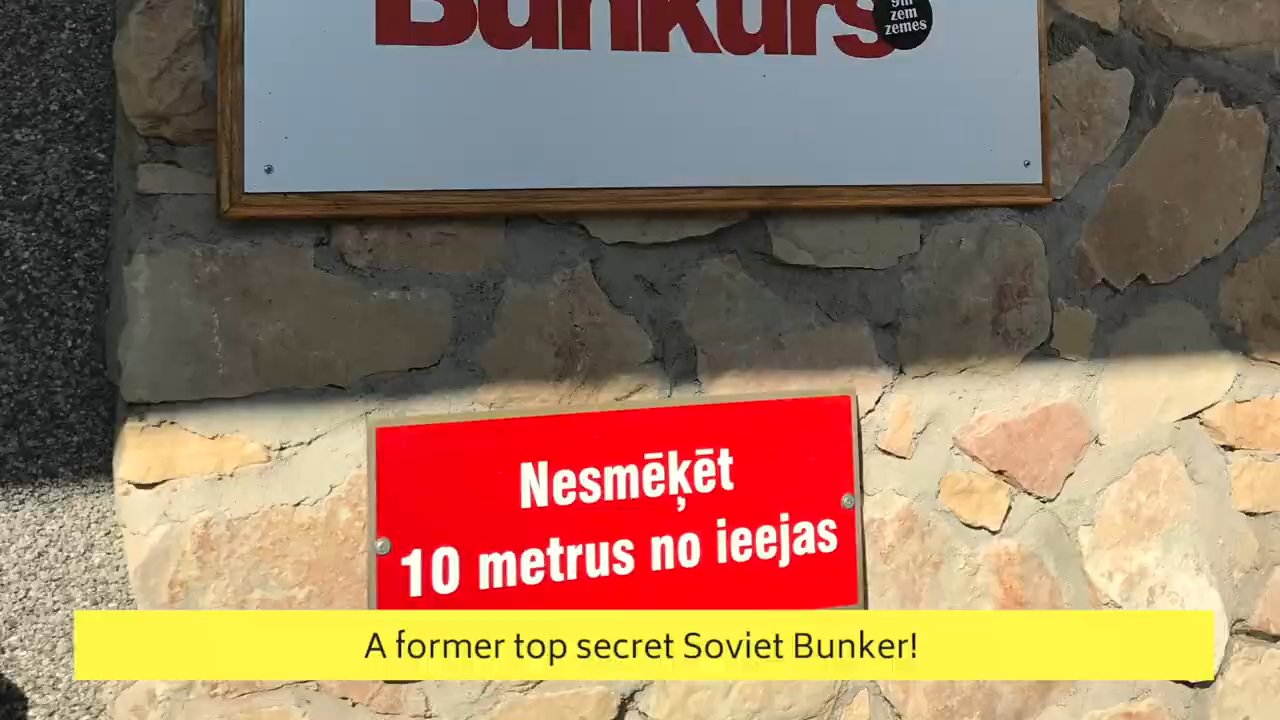 Bunkurs
9m
zem
zemes
Nesmēķēt
10 metrus no ieejas
A former top secret Soviet Bunker!